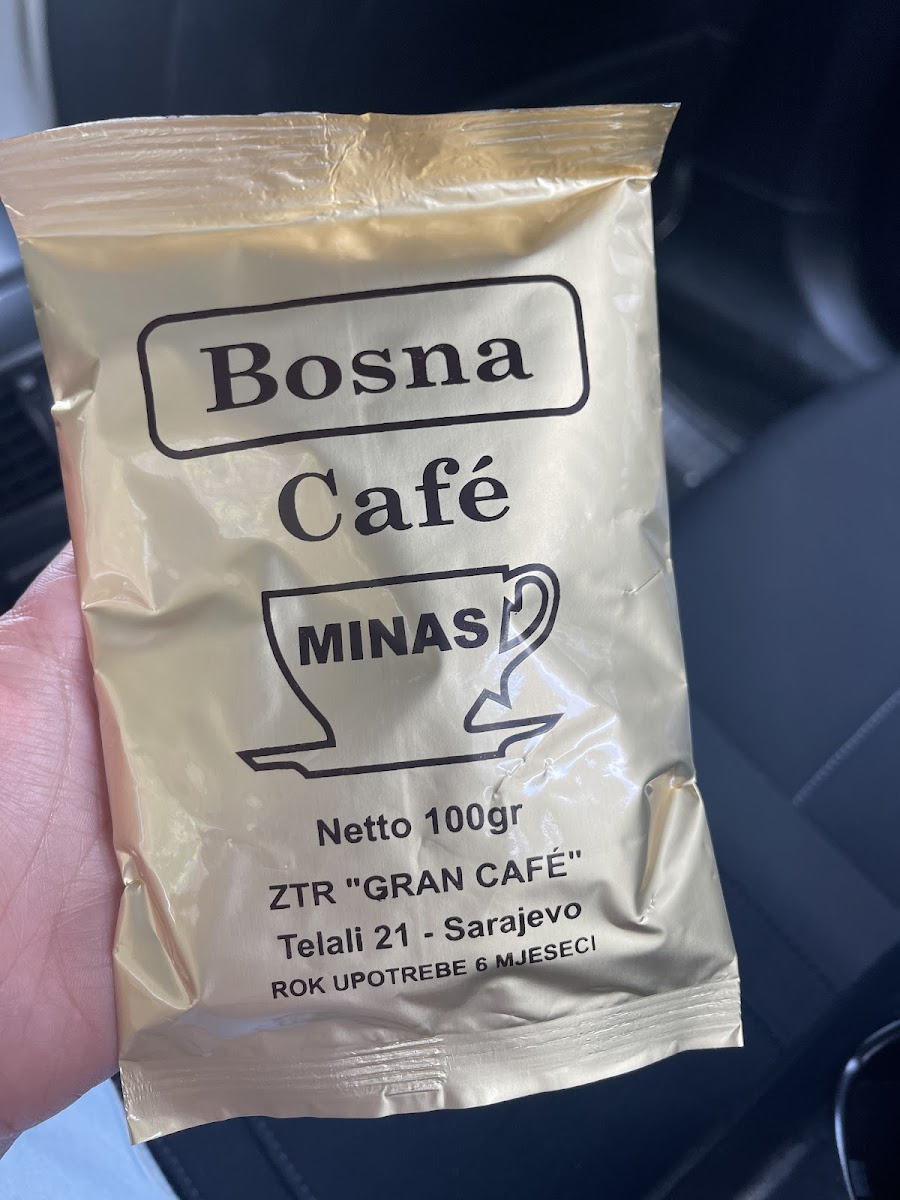 Bosna
Café
MINAS
Netto 100gr
ZTR "GRAN CAFÉ"
Telali 21 - Sarajevo
ROK UPOTREBE 6 MJESECI